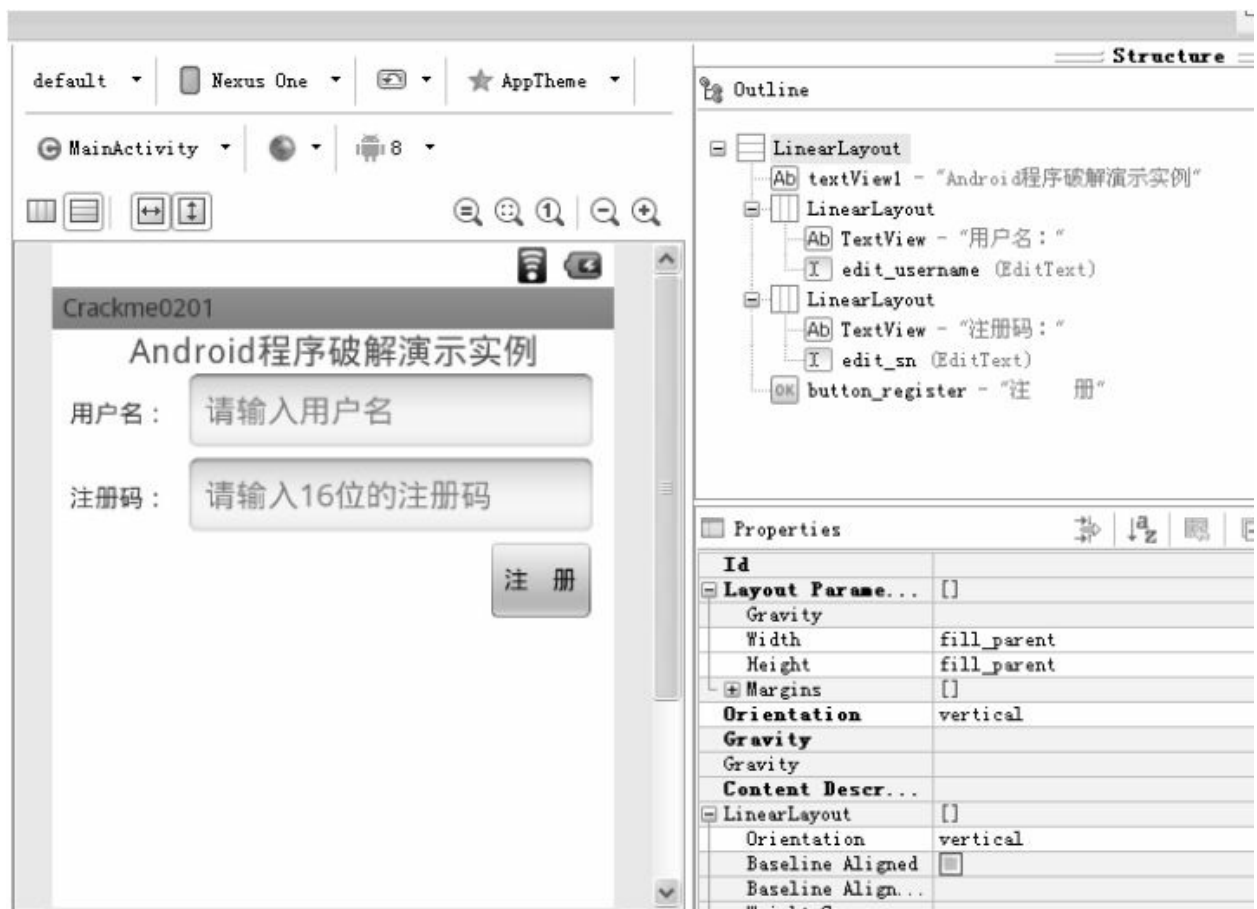 default
Nexus One
AppTheme
MainActivity
8
Crackme0201
Android程序破解演示实例
用户名：
请输入用户名
注册码：
请输入16位的注册码
注 册
Structure
Outline
LinearLayout
Ab textView1 - "Android程序破解演示实例"
LinearLayout
Ab TextView - "用户名："
I edit_username (EditText)
LinearLayout
Ab TextView - "注册码："
I edit_sn (EditText)
OK button_register - "注 册"
Properties
Id
Layout Parame... []
Gravity
Width fill_parent
Height fill_parent
Margins []
Orientation vertical
Gravity
Gravity
Content Descr...
LinearLayout []
Orientation vertical
Baseline Aligned
Baseline Align...